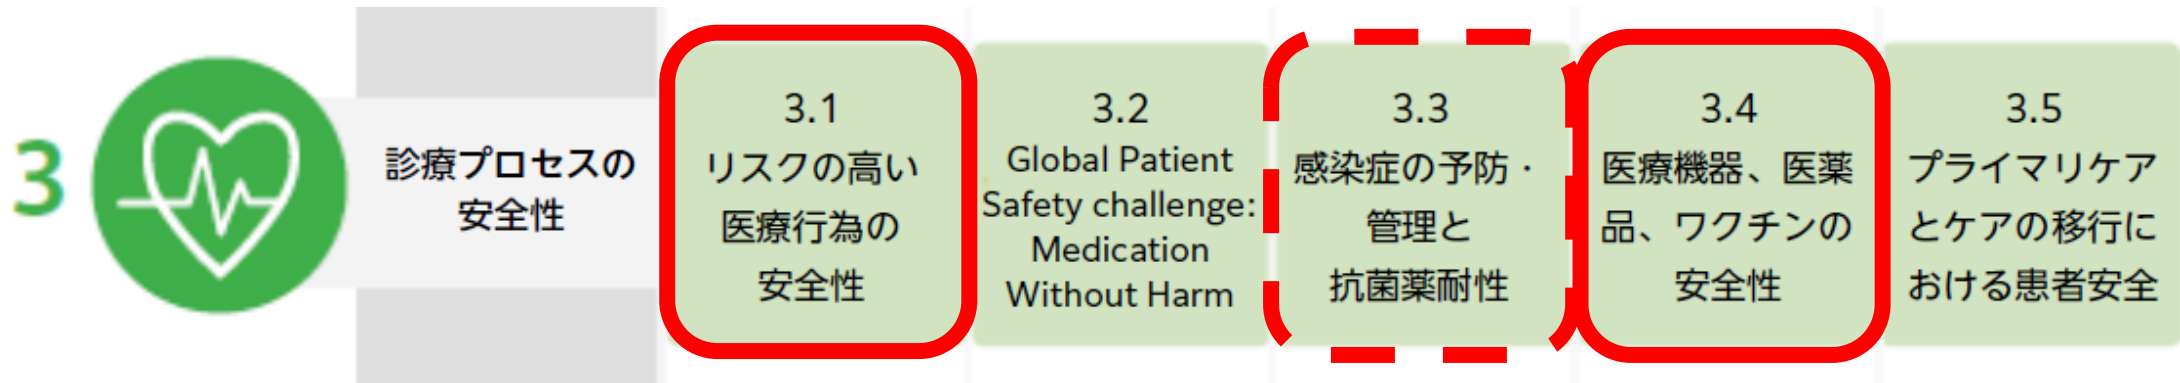 3
診療プロセスの
安全性
3.1
リスクの高い
医療行為の
安全性
3.2
Global Patient
Safety challenge:
Medication
Without Harm
3.3
感染症の予防・
管理と
抗菌薬耐性
3.4
医療機器、医薬
品、ワクチンの
安全性
3.5
プライマリケア
とケアの移行に
おける患者安全